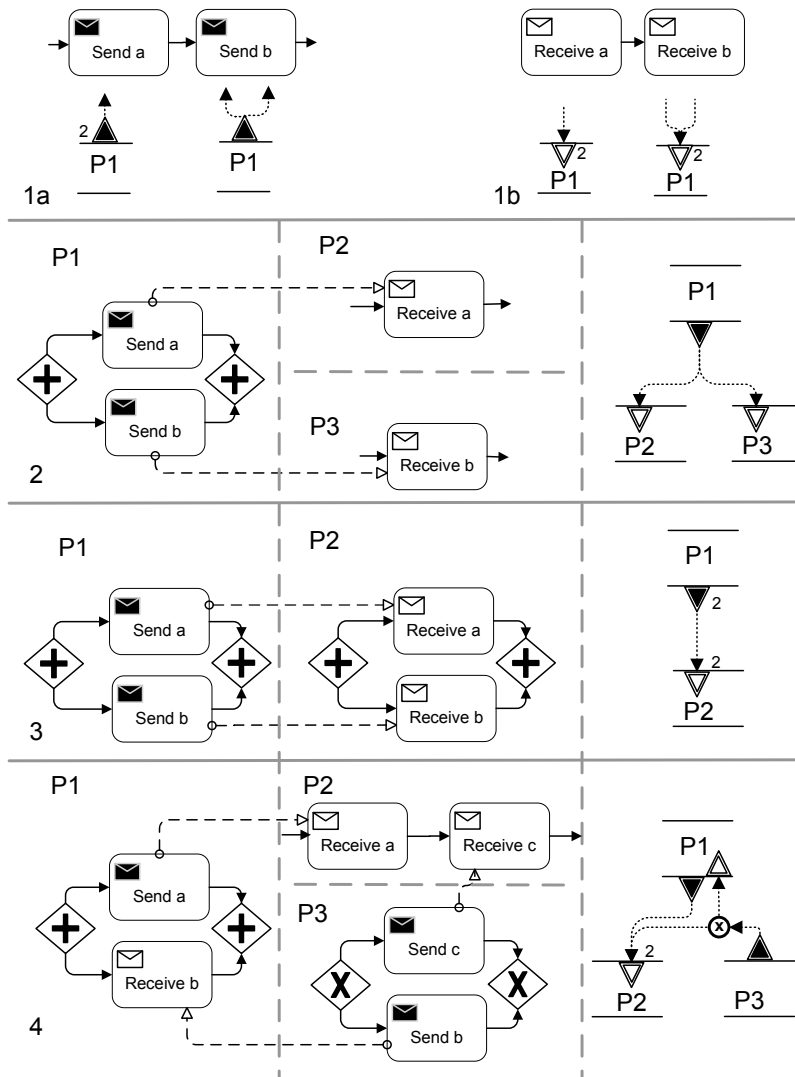 Send a
Send b
2
P1
P1
1a
Receive a
Receive b
2
2
P1
P1
1b
P1
P2
Send a
Receive a
P1
Send b
P3
Receive b
P2
P3
2
P1
P2
P1
Send a
Receive a
2
2
Send b
Receive b
P2
3
P1
P2
Receive a
Receive c
P1
Send a
P3
Send c
X
X
x
2
Receive b
P2
P3
Send b
4